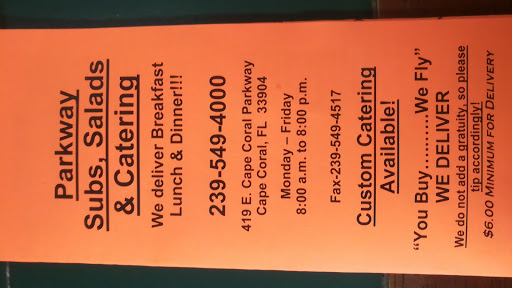 Parkway
Subs, Salads
& Catering
We deliver Breakfast
Lunch & Dinner!!!
239-549-4000
419 E. Cape Coral Parkway
Cape Coral, FL  33904
Monday – Friday
8:00 a.m. to 8:00 p.m.
Fax-239-549-4517
Custom Catering
Available!
“You Buy..........We Fly”
WE DELIVER
We do not add a gratuity, so please
tip accordingly!
$6.00 MINIMUM FOR DELIVERY